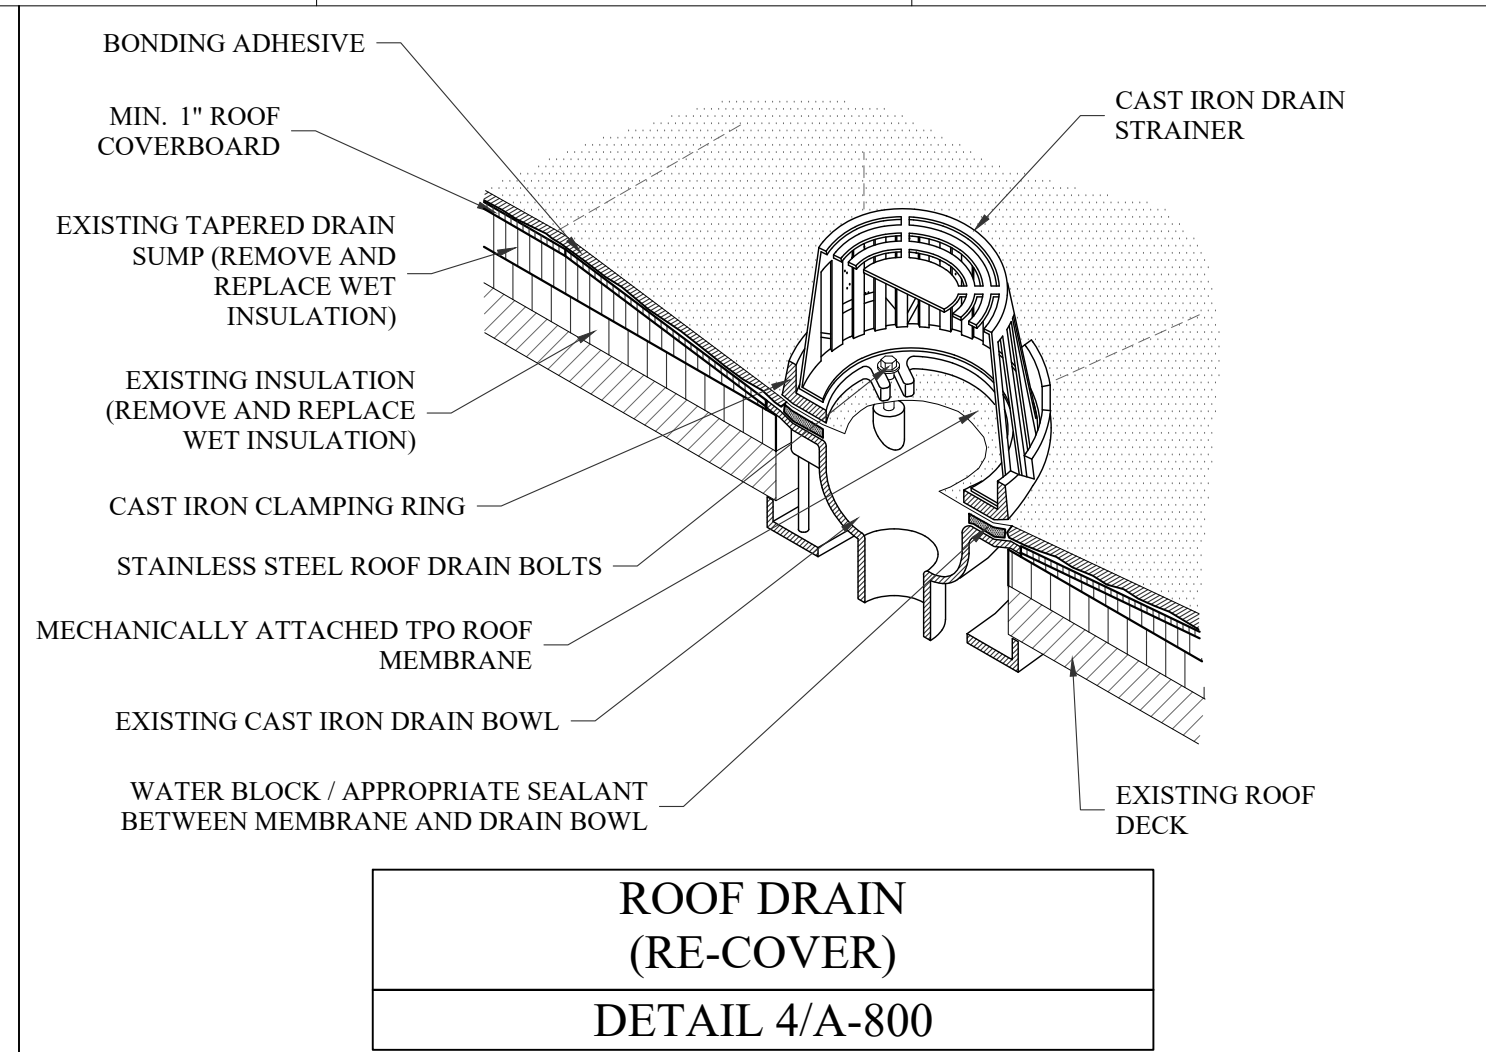 BONDING ADHESIVE
MIN. 1" ROOF
COVERBOARD
EXISTING TAPERED DRAIN
SUMP (REMOVE AND
REPLACE WET
INSULATION)
EXISTING INSULATION
(REMOVE AND REPLACE
WET INSULATION)
CAST IRON CLAMPING RING
STAINLESS STEEL ROOF DRAIN BOLTS
MECHANICALLY ATTACHED TPO ROOF
MEMBRANE
EXISTING CAST IRON DRAIN BOWL
WATER BLOCK / APPROPRIATE SEALANT
BETWEEN MEMBRANE AND DRAIN BOWL
CAST IRON DRAIN
STRAINER
EXISTING ROOF
DECK
ROOF DRAIN
(RE-COVER)
DETAIL 4/A-800